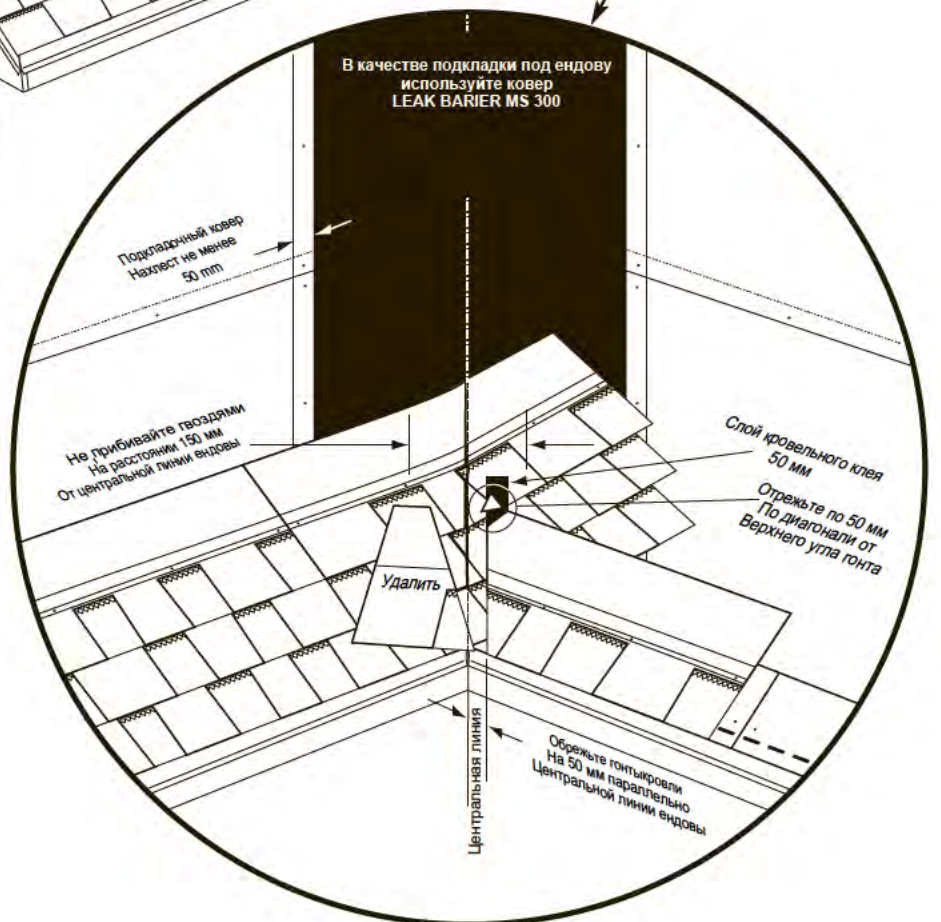 В качестве подкладки под ендову
используйте ковер
LEAK BARIER MS 300
Подкладочный ковер
Нахлест не менее
50 mm
Не прибивайте гвоздями
На расстоянии 150 мм
От центральной линии ендовы
Слой кровельного клея
50 мм
Отрежьте по 50 мм
По диагонали от
Верхнего угла гонта
Удалить
Центральная линия
Обрежьте гонтыкровли
На 50 мм параллельно
Центральной линии ендовы